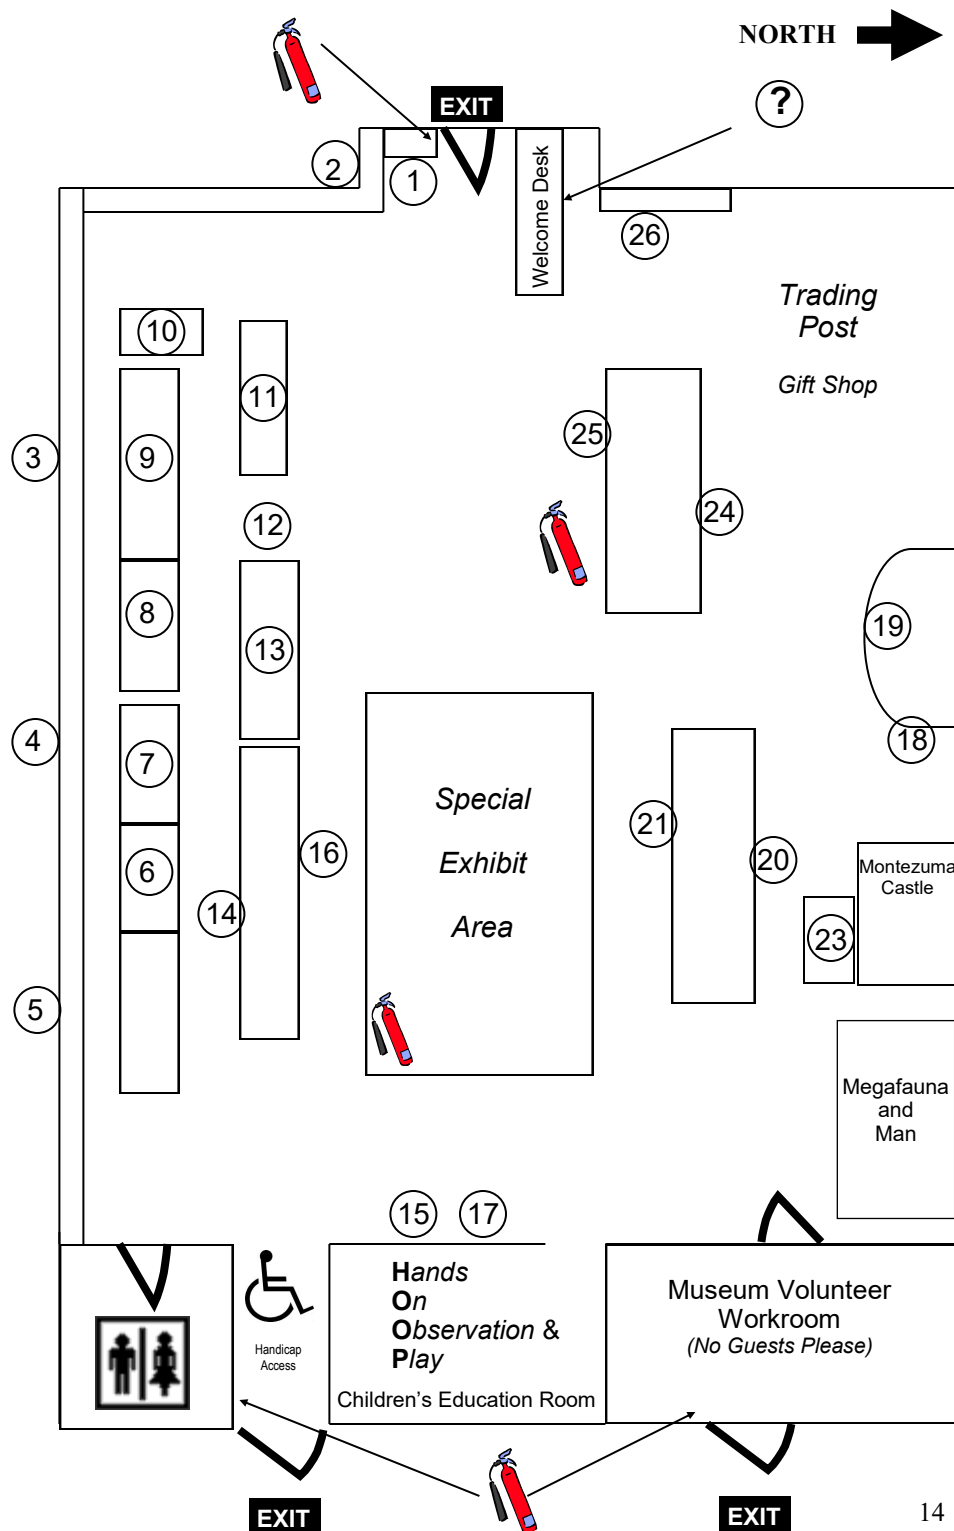 NORTH
?
EXIT
2
1
Welcome Desk
26
Trading
Post
Gift Shop
10
11
25
3
9
24
12
8
19
13
4
7
18
Special
Exhibit
Area
21
16
20
6
Montezuma
Castle
14
23
5
Megafauna
and
Man
15
17
Hands
On
Observation &
Play
Children's Education Room
Handicap
Access
Museum Volunteer
Workroom
(No Guests Please)
EXIT
EXIT
14